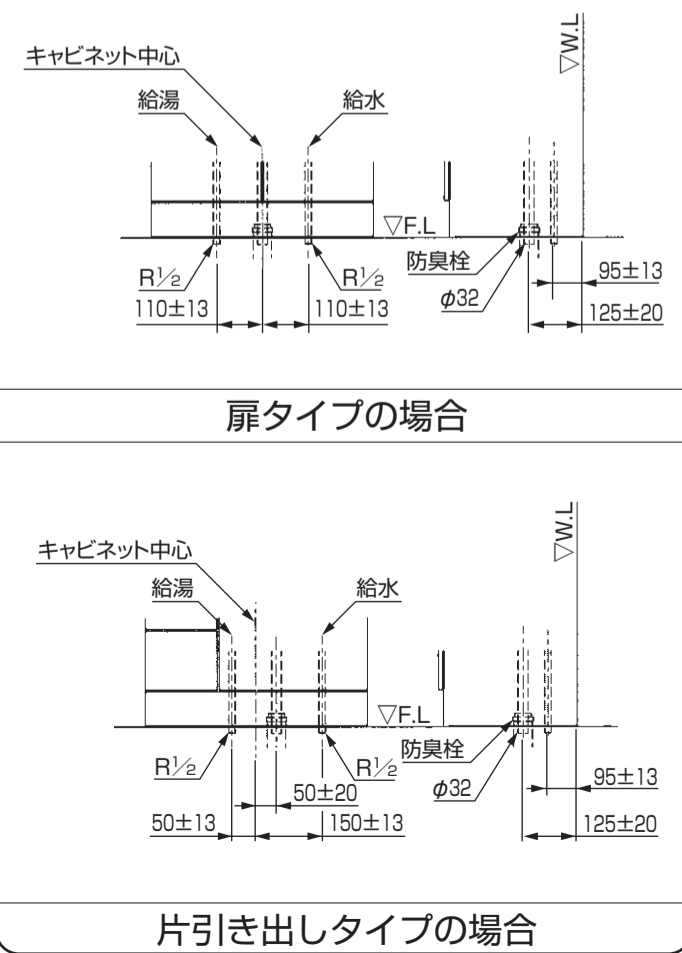 ▽W.L
キャビネット中心
給湯
給水
▽F.L
防臭栓
R½
R½
φ32
95±13
110±13
110±13
125±20
扉タイプの場合
▽W.L
キャビネット中心
給湯
給水
▽F.L
防臭栓
R½
R½
φ32
95±13
50±20
50±13
150±13
125±20
片引き出しタイプの場合